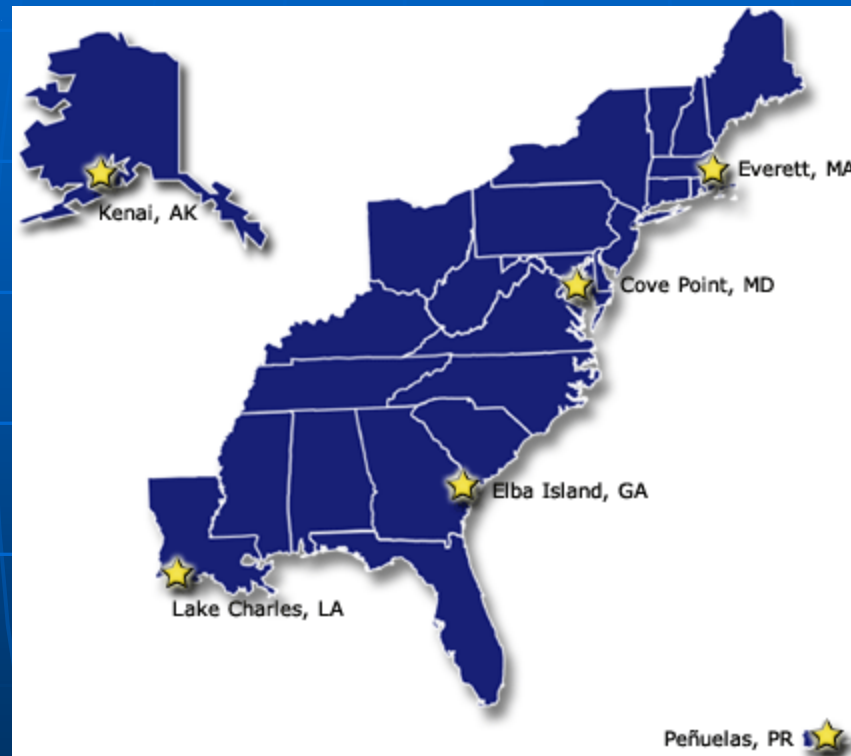 Everett, MA
Kenai, AK
Cove Point, MD
Elba Island, GA
Lake Charles, LA
Peñuelas, PR